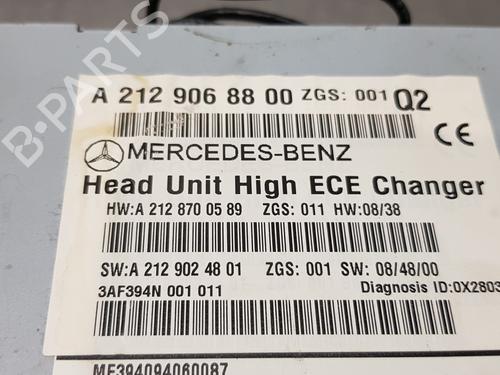 A 212 906 88 00 ZGS: 001 Q2
MERCEDES-BENZ
Head Unit High ECE Changer
HW:A 212 870 05 89 ZGS: 011 HW:08/38
SW:A 212 902 48 01 ZGS: 001 SW: 08/48/00
3AF394N 001 011 Diagnosis ID:0X2803
MF394094060087
B-PARTS